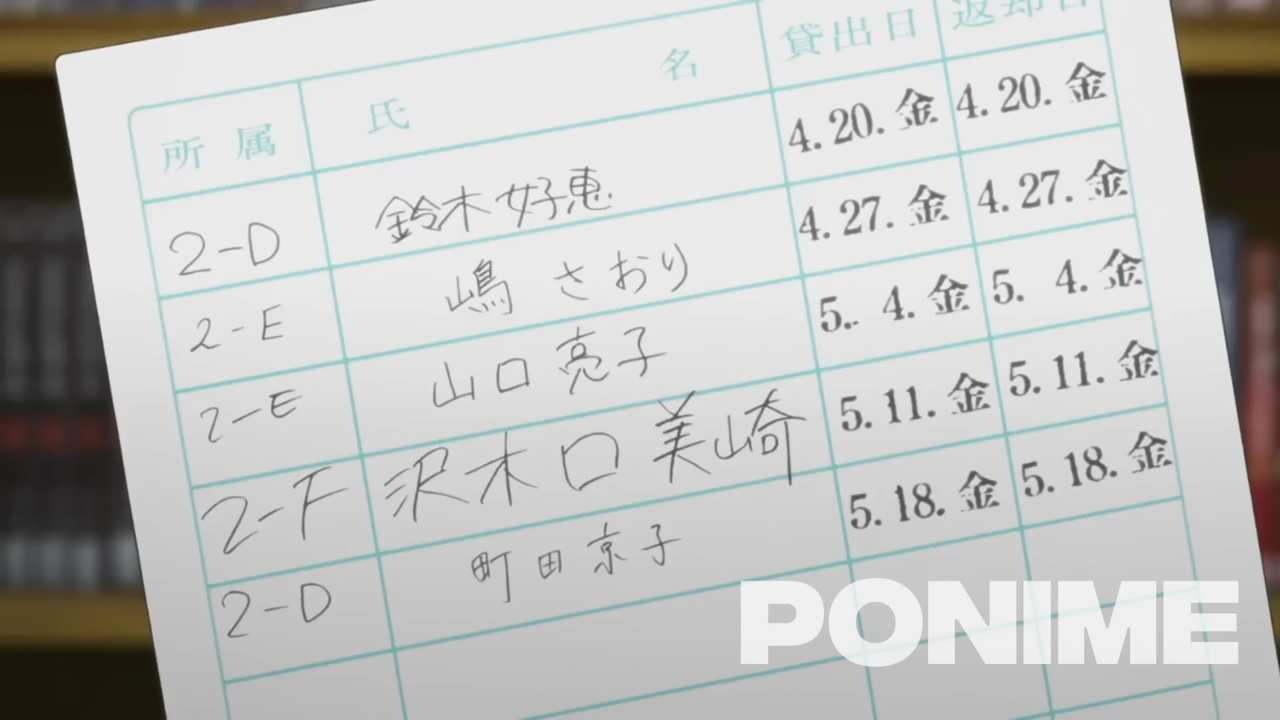 所属 氏名 貸出日 返却日
2-D 鈴木好恵 4.20.金 4.20.金
2-E 嶋さおり 4.27.金 4.27.金
2-E 山口亮子 5. 4.金 5. 4.金
2-F 沢木口美崎 5.11.金 5.11.金
2-D 町田京子 5.18.金 5.18.金
PONIME